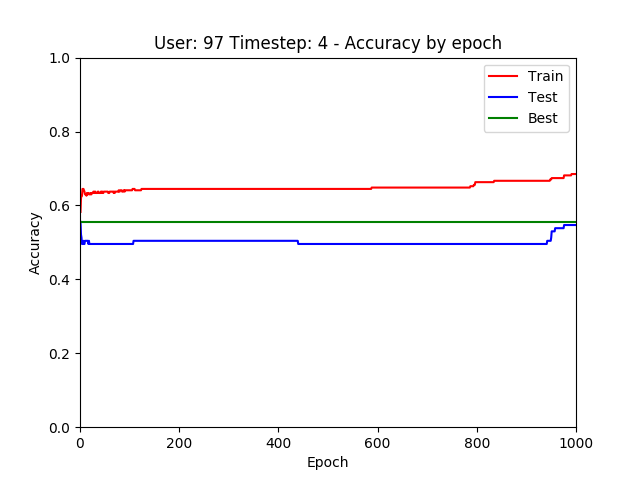 User: 97 Timestep: 4 - Accuracy by epoch
1.0
0.8
0.6
0.4
0.2
0.0
Accuracy
Train
Test
Best
0 200 400 600 800 1000
Epoch